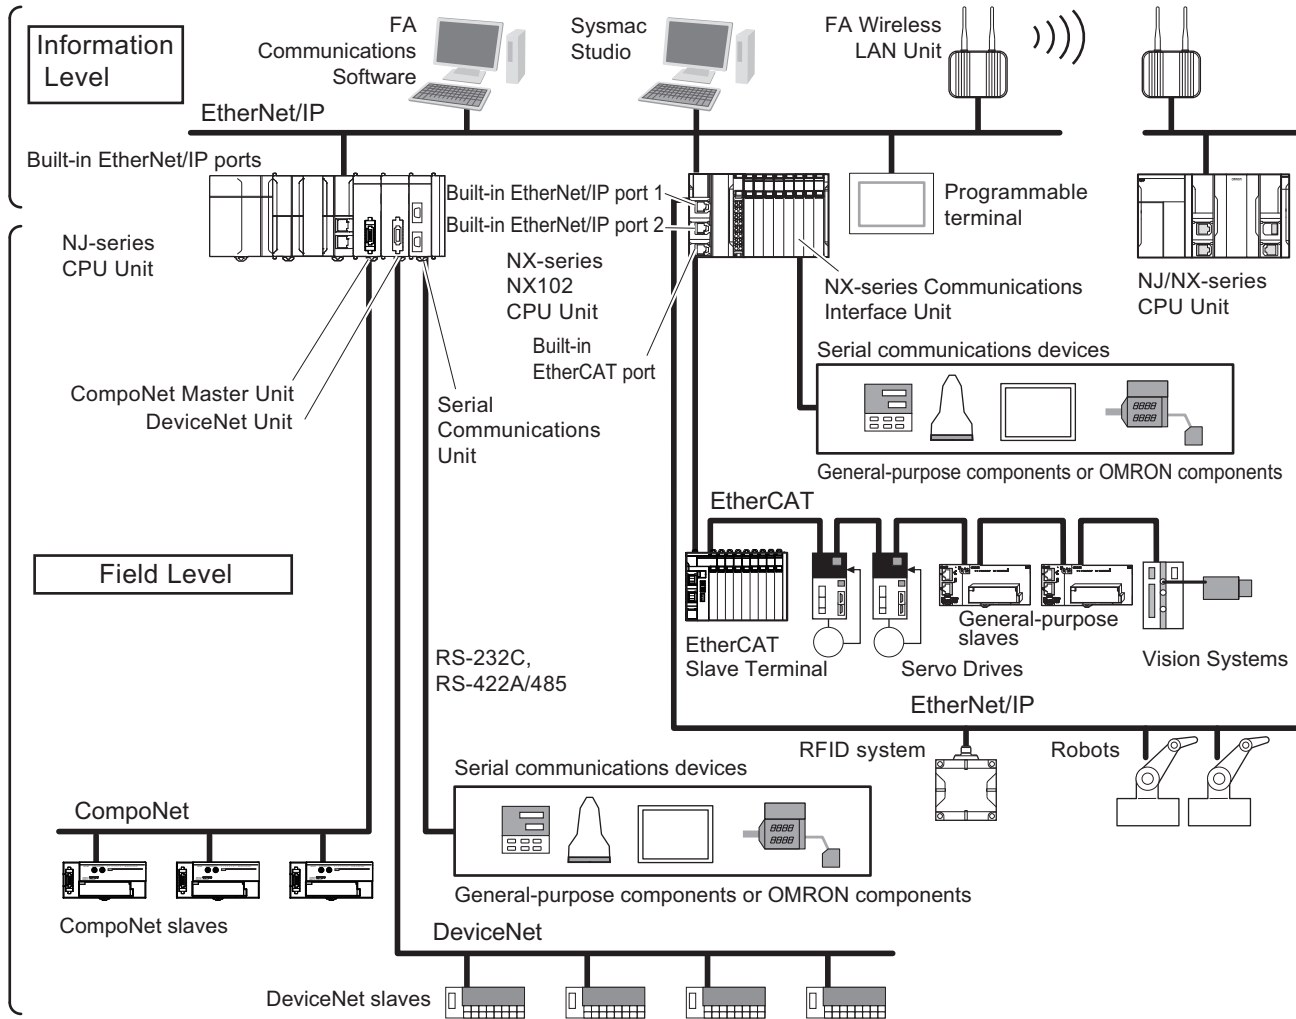 Information
Level
FA
Communications
Software
Sysmac
Studio
FA Wireless
LAN Unit
EtherNet/IP
Built-in EtherNet/IP ports
Built-in EtherNet/IP port 1
Built-in EtherNet/IP port 2
Programmable
terminal
NJ-series
CPU Unit
NX-series
NX102
CPU Unit
NX-series Communications
Interface Unit
NJ/NX-series
CPU Unit
Built-in
EtherCAT port
Serial communications devices
CompoNet Master Unit
DeviceNet Unit
Serial
Communications
Unit
8888
8888
General-purpose components or OMRON components
EtherCAT
Field Level
EtherCAT
Slave Terminal
Servo Drives
General-purpose
slaves
Vision Systems
RS-232C,
RS-422A/485
EtherNet/IP
RFID system
Robots
Serial communications devices
CompoNet
8888
8888
General-purpose components or OMRON components
CompoNet slaves
DeviceNet
DeviceNet slaves